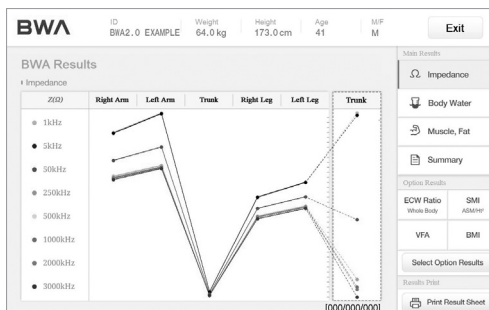 BWA
ID
BWA2.0 EXAMPLE
Weight
64.0 kg
Height
173.0 cm
Age
41
M/F
M
Exit
BWA Results
Impedance
Z(Ω) Right Arm Left Arm Trunk Right Leg Left Leg Trunk
1kHz
5kHz
50kHz
250kHz
500kHz
1000kHz
2000kHz
3000kHz
[000/000/000]
Main Results
Ω Impedance
Body Water
Muscle, Fat
Summary
Option Results
ECW Ratio
Whole Body
SMI
ASM/Ht²
VFA
BMI
Select Option Results
Results Print
Print Result Sheet